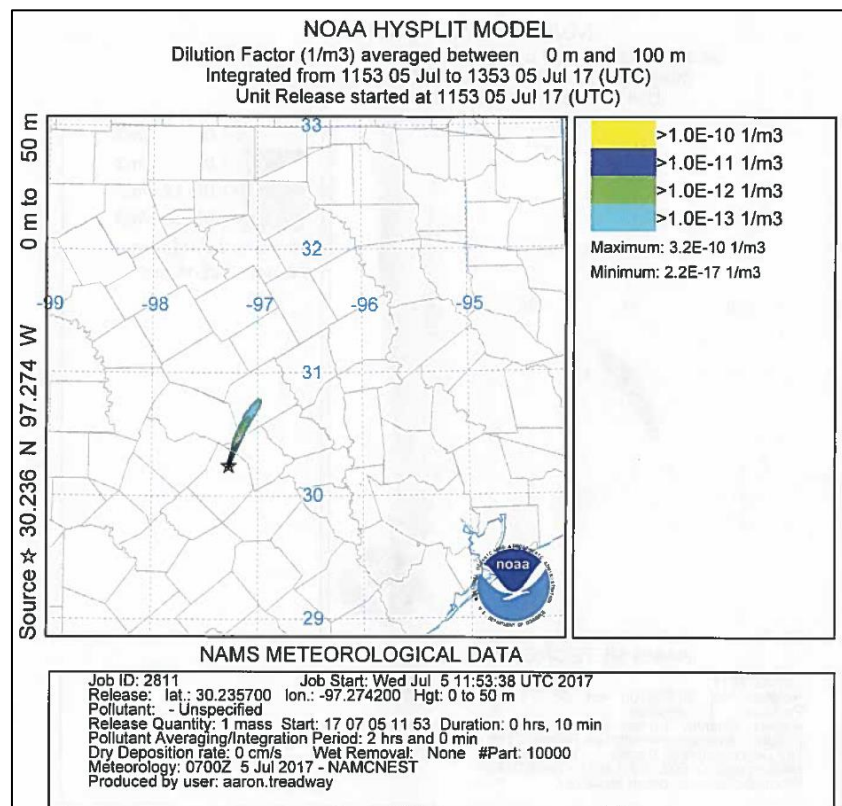 NOAA HYSPLIT MODEL
Dilution Factor (1/m3) averaged between 0 m and 100 m
Integrated from 1153 05 Jul to 1353 05 Jul 17 (UTC)
Unit Release started at 1153 05 Jul 17 (UTC)
Source ☆ 30.236 N 97.274 W 0 m to 50 m
33
32
-99 -98 -97 -96 -95
31
30
29
noaa
>1.0E-10 1/m3
>1.0E-11 1/m3
>1.0E-12 1/m3
>1.0E-13 1/m3
Maximum: 3.2E-10 1/m3
Minimum: 2.2E-17 1/m3
NAMS METEOROLOGICAL DATA
Job ID: 2811 Job Start: Wed Jul 5 11:53:38 UTC 2017
Release: lat.: 30.235700 lon.: -97.274200 Hgt: 0 to 50 m
Pollutant: - Unspecified
Release Quantity: 1 mass Start: 17 07 05 11 53 Duration: 0 hrs, 10 min
Pollutant Averaging/Integration Period: 2 hrs and 0 min
Dry Deposition rate: 0 cm/s Wet Removal: None #Part: 10000
Meteorology: 0700Z 5 Jul 2017 - NAMCNEST
Produced by user: aaron.treadway